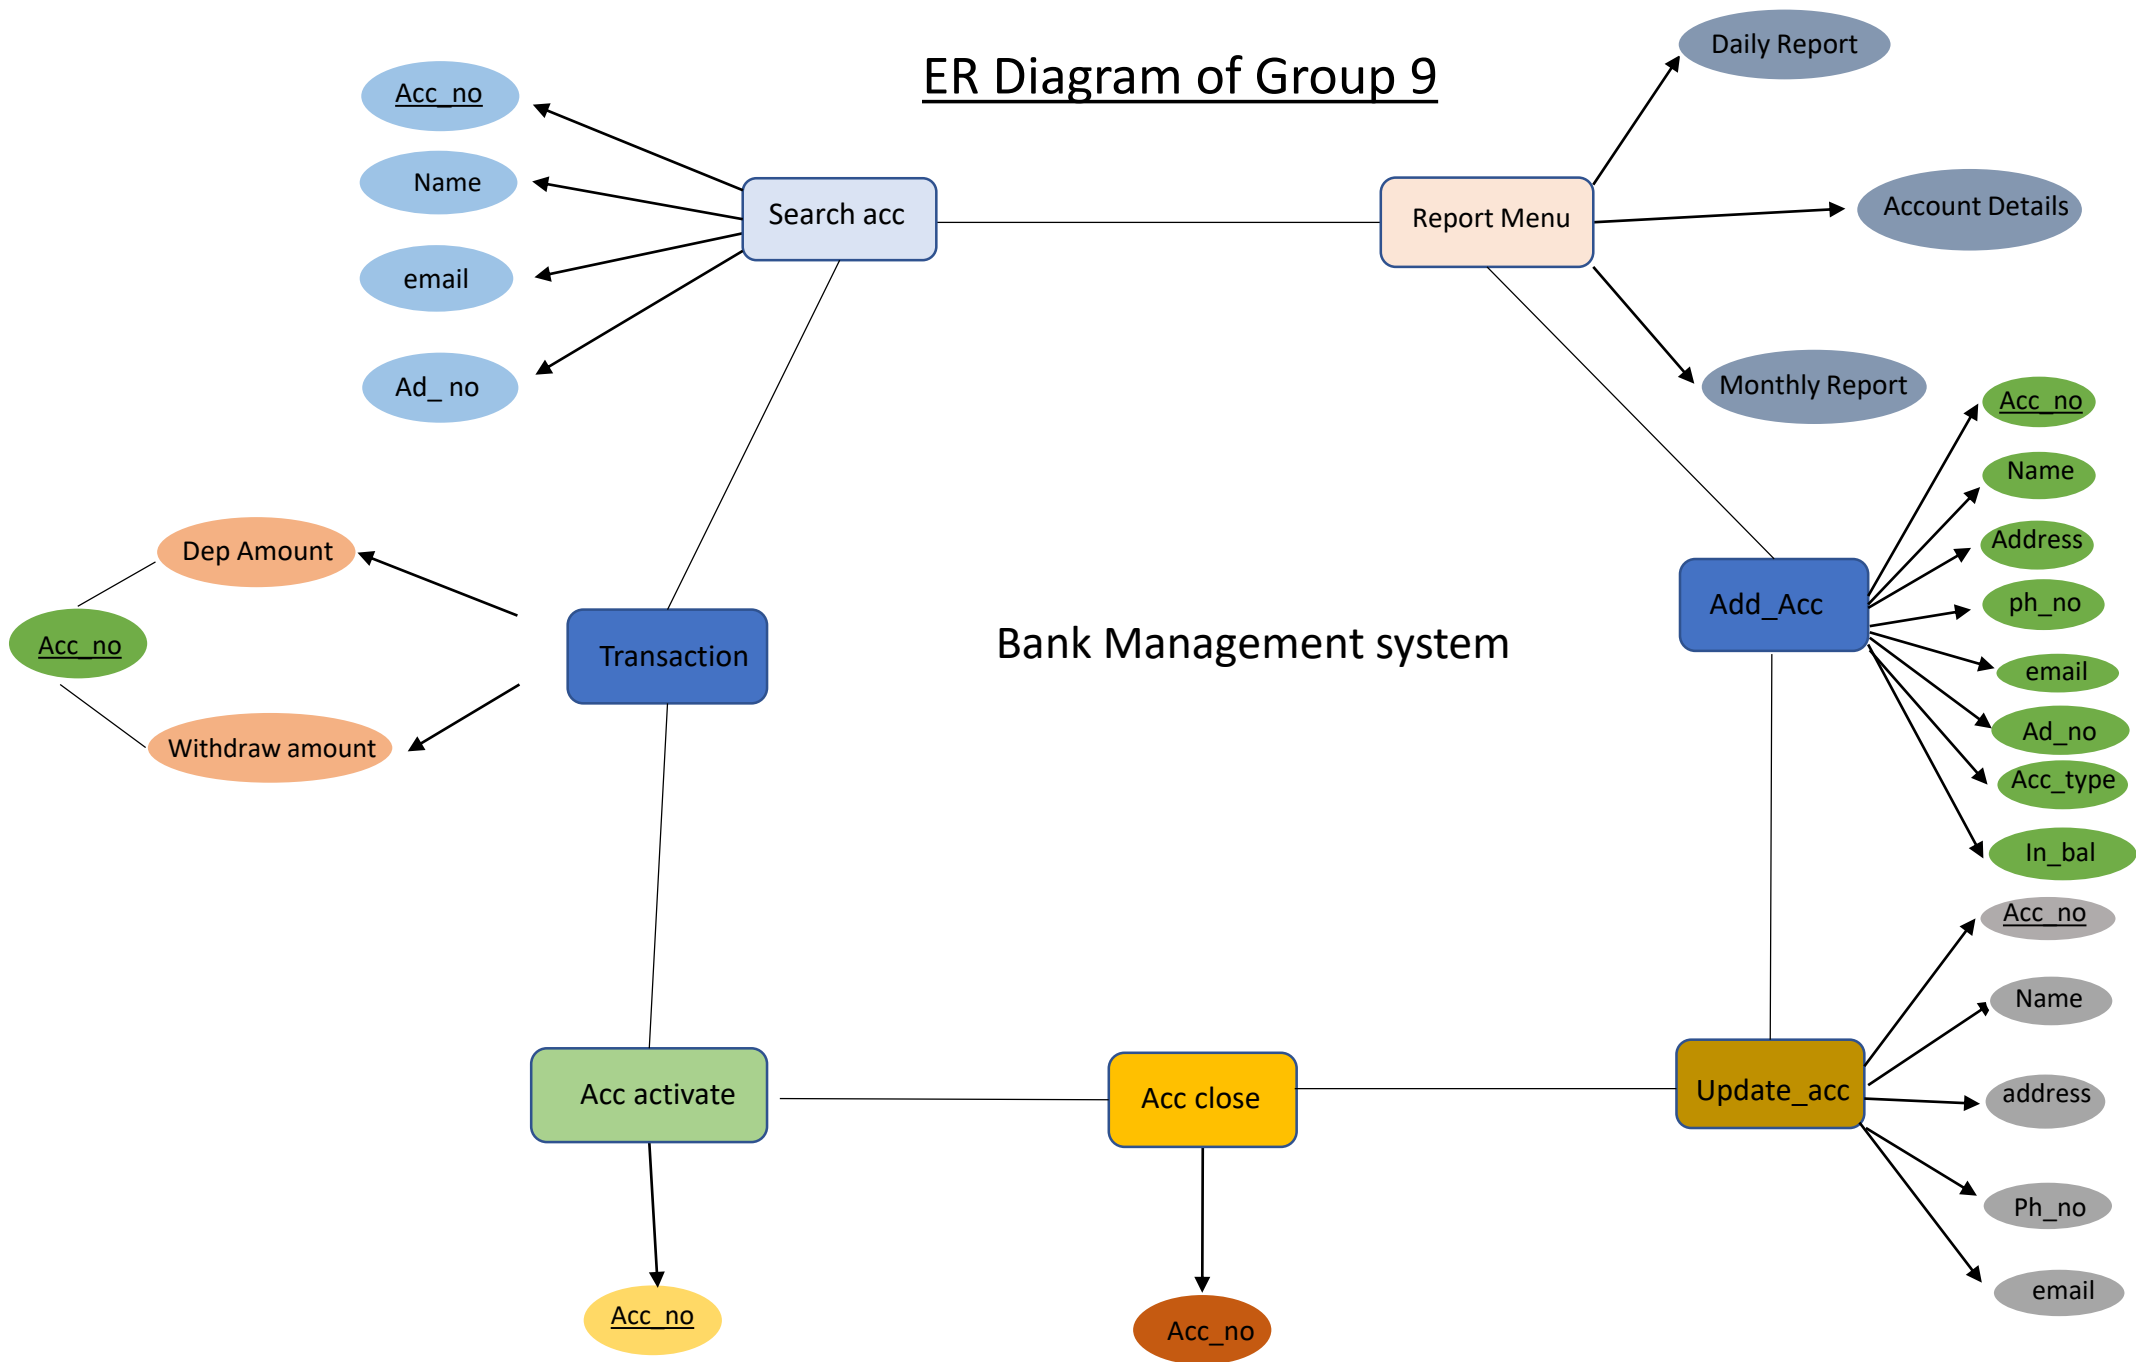 ER Diagram of Group 9
Daily Report
Acc_no
Name
email
Ad_ no
Search acc
Report Menu
Account Details
Monthly Report
Acc_no
Name
Address
ph_no
email
Ad_no
Acc_type
In_bal
Add_Acc
Dep Amount
Acc_no
Withdraw amount
Transaction
Bank Management system
Acc activate
Acc close
Update_acc
Acc_no
Name
address
Ph_no
email
Acc_no
Acc_no